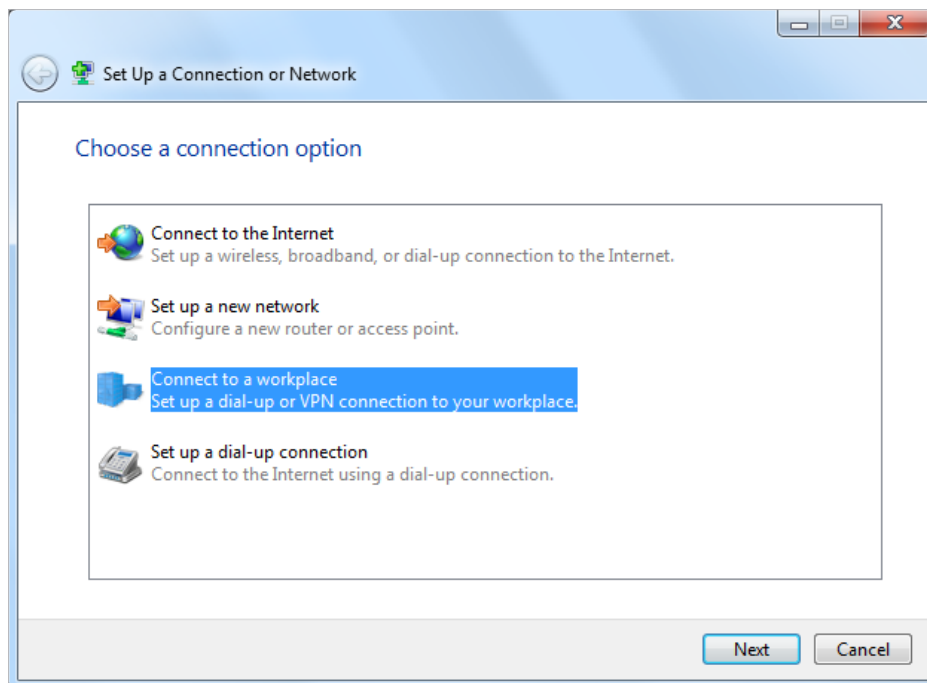 Set Up a Connection or Network
Choose a connection option
Connect to the Internet
Set up a wireless, broadband, or dial-up connection to the Internet.
Set up a new network
Configure a new router or access point.
Connect to a workplace
Set up a dial-up or VPN connection to your workplace.
Set up a dial-up connection
Connect to the Internet using a dial-up connection.
Next Cancel